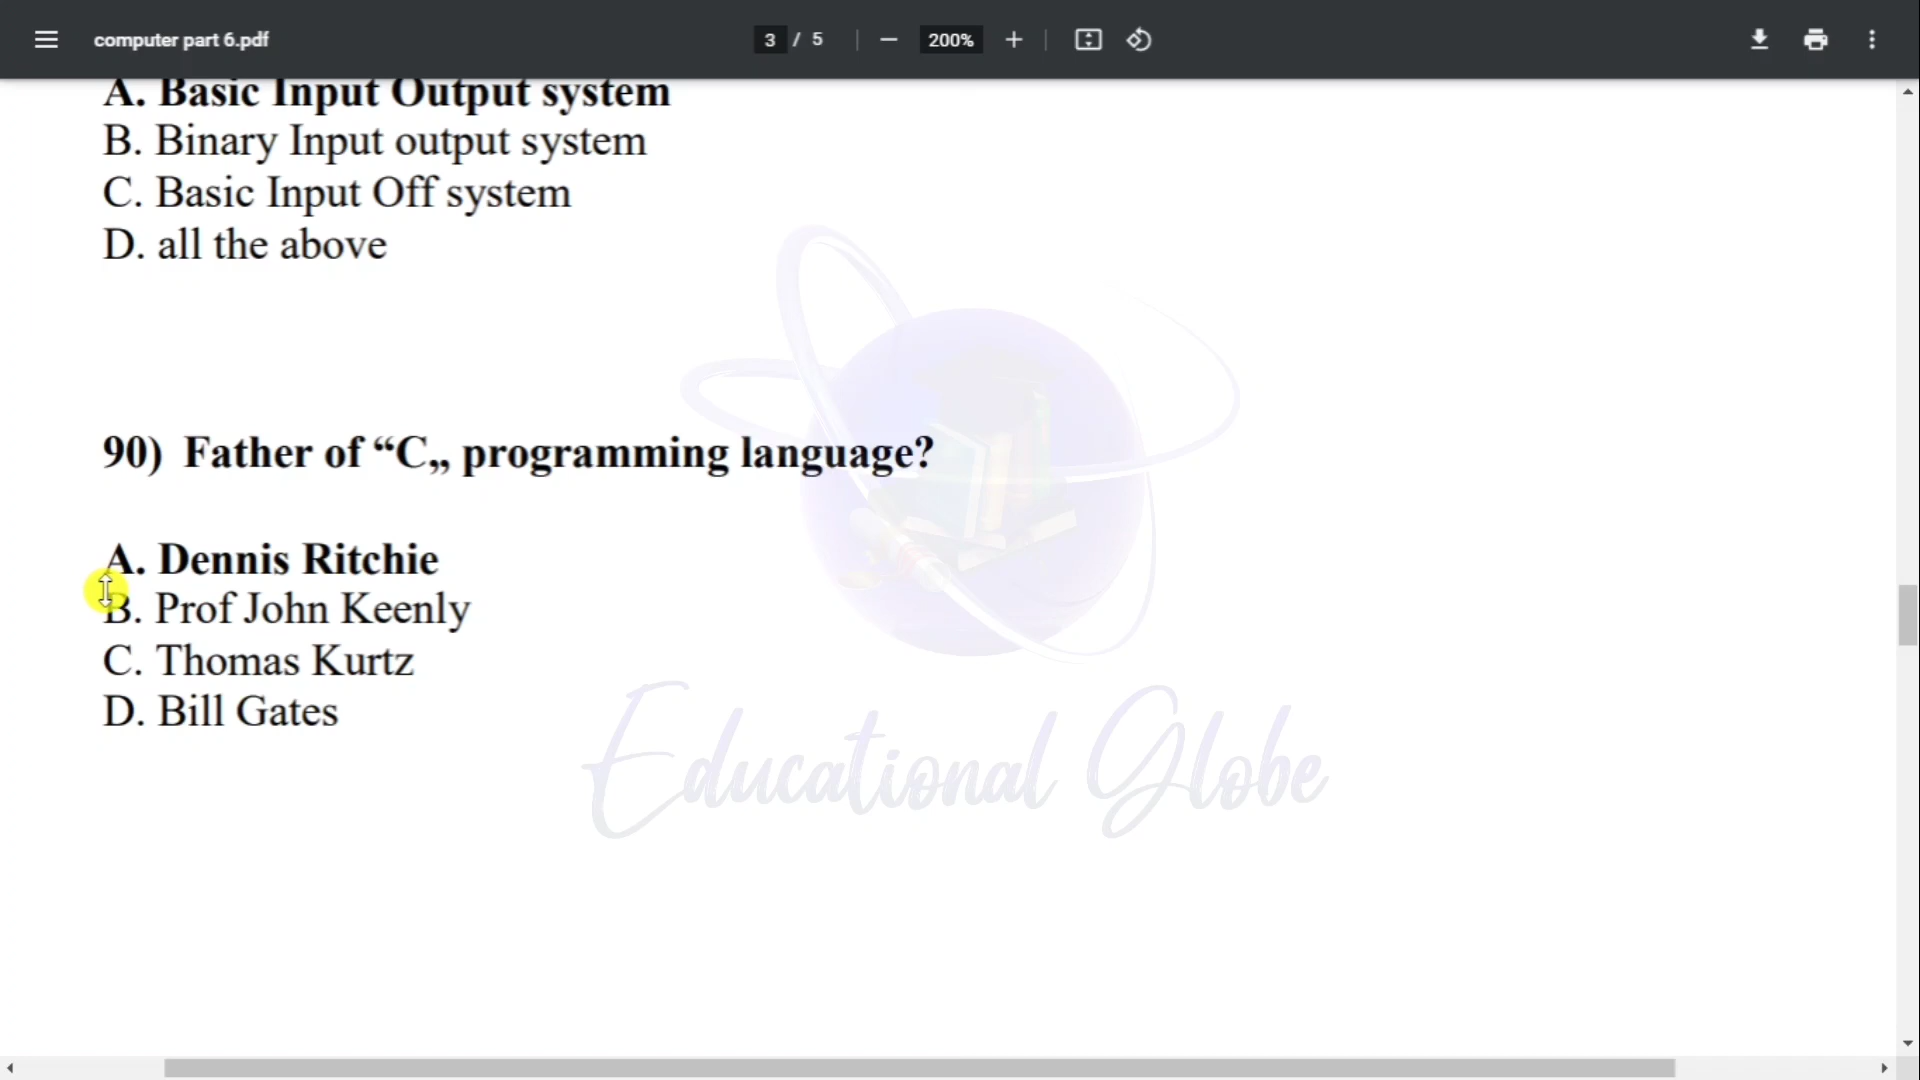 computer part 6.pdf
3 / 5
200%
A. Basic Input Output system
B. Binary Input output system
C. Basic Input Off system
D. all the above
90) Father of “C„ programming language?
A. Dennis Ritchie
B. Prof John Keenly
C. Thomas Kurtz
D. Bill Gates
Educational Globe